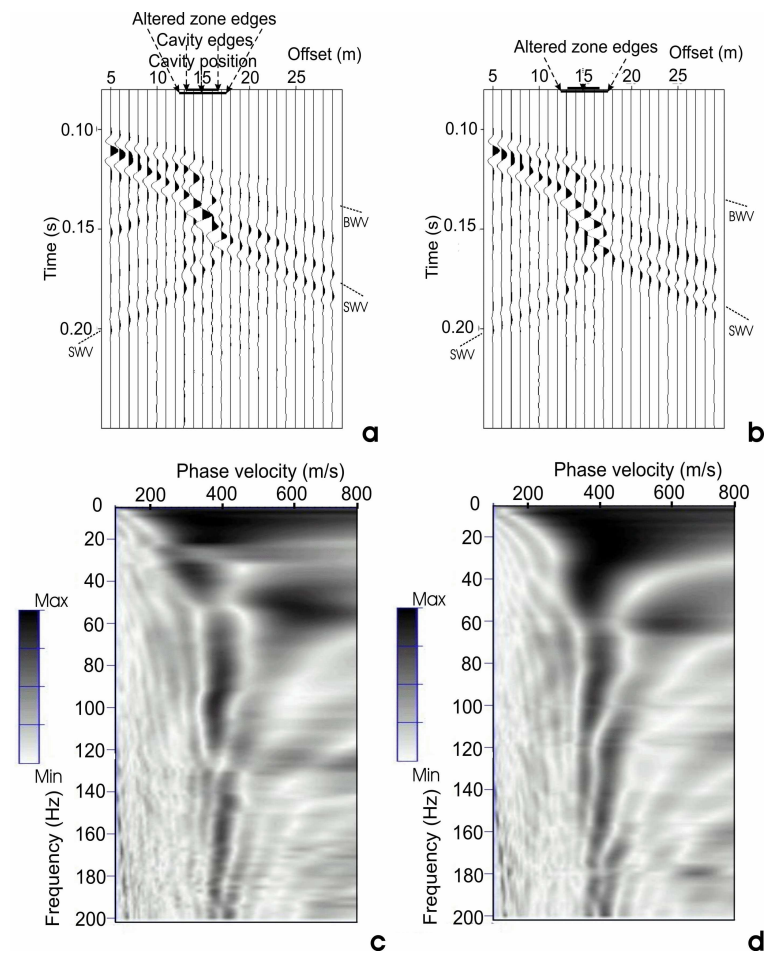 Altered zone edges
Cavity edges
Cavity position
Offset (m)
5 10 15 20 25
0.10
0.15
0.20
Time (s)
BWV
SWV
SWV
a
Altered zone edges
Offset (m)
5 10 15 20 25
0.10
0.15
0.20
Time (s)
BWV
SWV
SWV
b
Phase velocity (m/s)
0 200 400 600 800
20
40
60
80
100
120
140
160
180
200
Max
Min
Frequency (Hz)
c
Phase velocity (m/s)
0 200 400 600 800
20
40
60
80
100
120
140
160
180
200
Max
Min
Frequency (Hz)
d